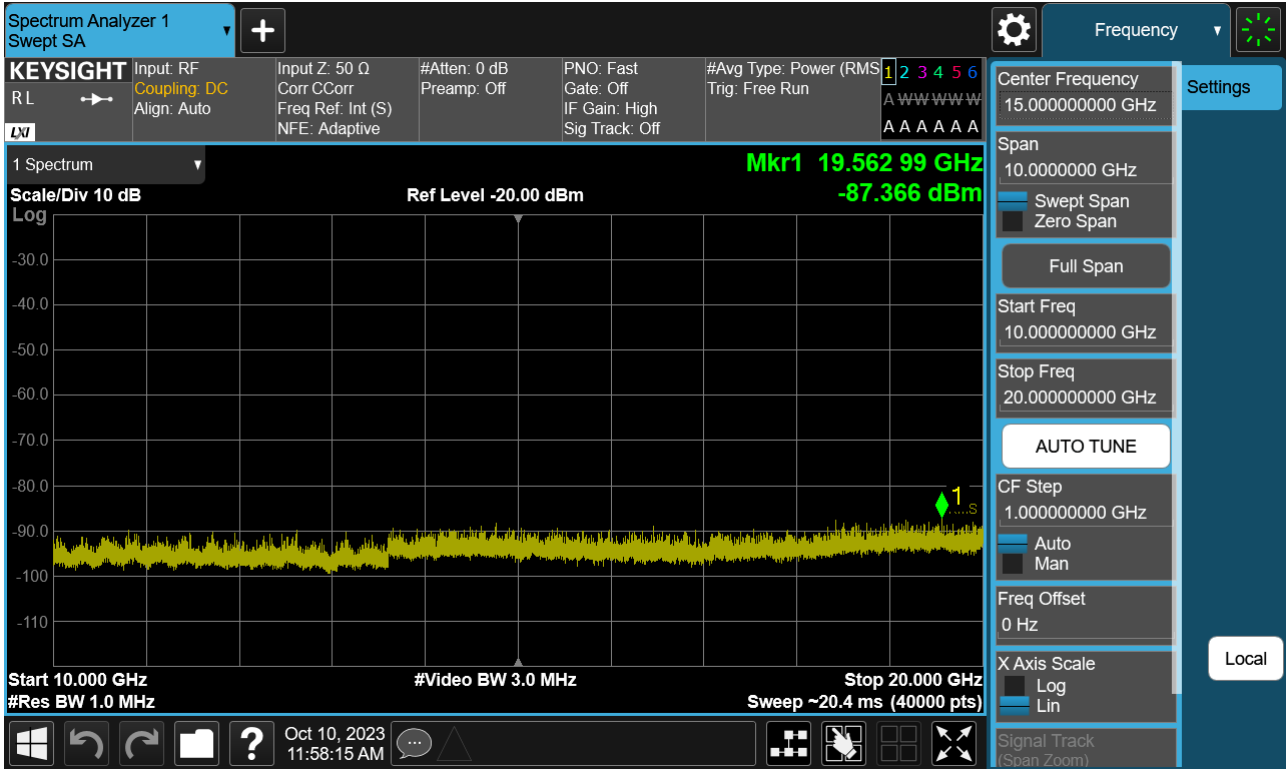 Spectrum Analyzer 1
Swept SA
Frequency
KEYSIGHT
R L
LXI
Input: RF
Coupling: DC
Align: Auto
Input Z: 50 Ω
Corr CCorr
Freq Ref: Int (S)
NFE: Adaptive
#Atten: 0 dB
Preamp: Off
PNO: Fast
Gate: Off
IF Gain: High
Sig Track: Off
#Avg Type: Power (RMS
Trig: Free Run
1 2 3 4 5 6
A W W W W W
A A A A A A
1 Spectrum
Mkr1 19.562 99 GHz
Scale/Div 10 dB
Ref Level -20.00 dBm
-87.366 dBm
Log
-30.0
-40.0
-50.0
-60.0
-70.0
-80.0
-90.0
-100
-110
1
S
Start 10.000 GHz
#Video BW 3.0 MHz
Stop 20.000 GHz
#Res BW 1.0 MHz
Sweep ~20.4 ms (40000 pts)
Center Frequency
15.000000000 GHz
Settings
Span
10.0000000 GHz
Swept Span
Zero Span
Full Span
Start Freq
10.000000000 GHz
Stop Freq
20.000000000 GHz
AUTO TUNE
CF Step
1.000000000 GHz
Auto
Man
Freq Offset
0 Hz
X Axis Scale
Log
Lin
Local
Signal Track
(Span Zoom)
?
Oct 10, 2023
11:58:15 AM